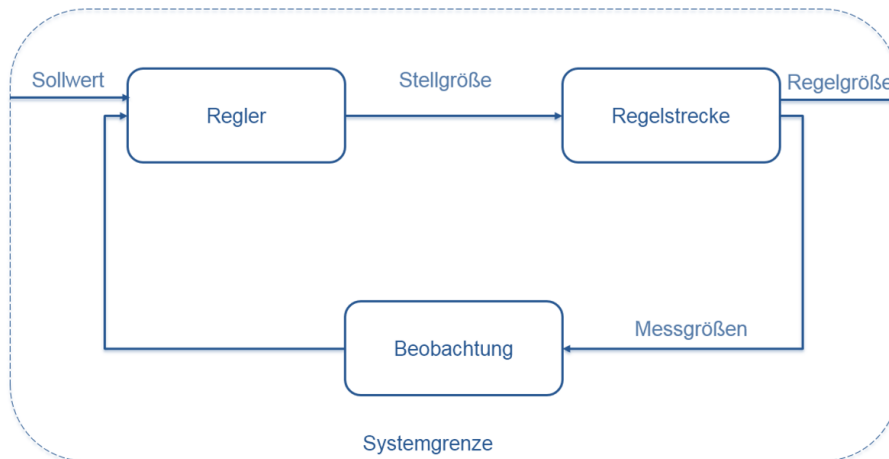 Sollwert
Regler
Stellgröße
Regelstrecke
Regelgröße
Beobachtung
Messgrößen
Systemgrenze